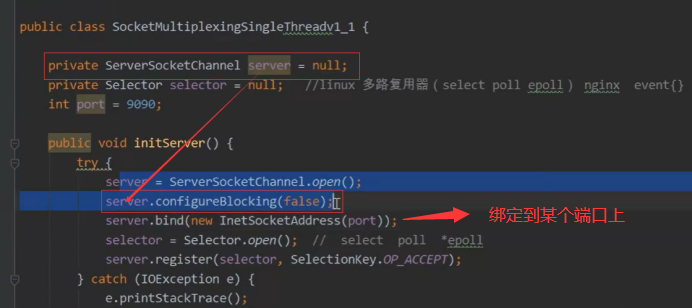 public class SocketMultiplexingSingleThreadv1_1 {
private ServerSocketChannel server = null;
private Selector selector = null; //linux 多路复用器（select poll epoll） nginx event{}
int port = 9090;
public void initServer() {
try {
server = ServerSocketChannel.open();
server.configureBlocking(false);
server.bind(new InetSocketAddress(port)); 绑定到某个端口上
selector = Selector.open(); // select poll *epoll
server.register(selector, SelectionKey.OP_ACCEPT);
} catch (IOException e) {
e.printStackTrace();